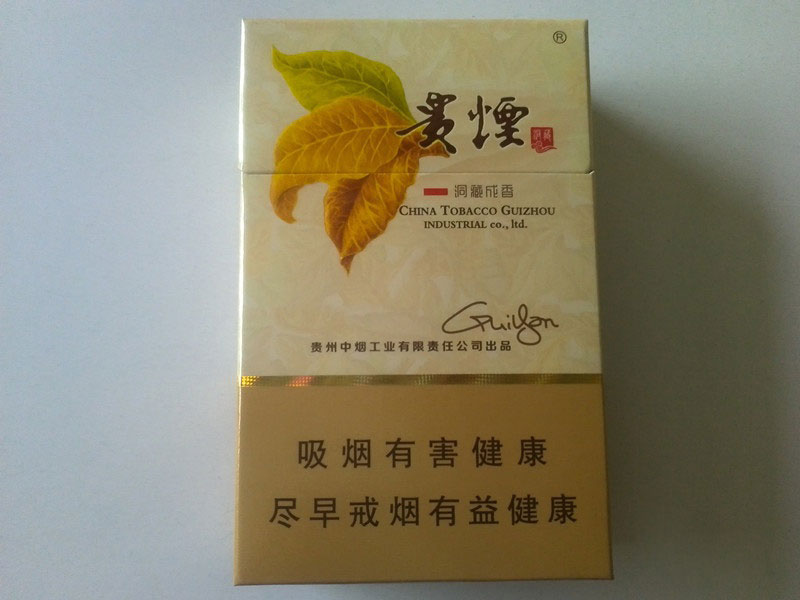 ®
貴煙
洞藏成香
CHINA TOBACCO GUIZHOU
INDUSTRIAL co., ltd.
GuiYan
贵州中烟工业有限责任公司出品
吸烟有害健康
尽早戒烟有益健康